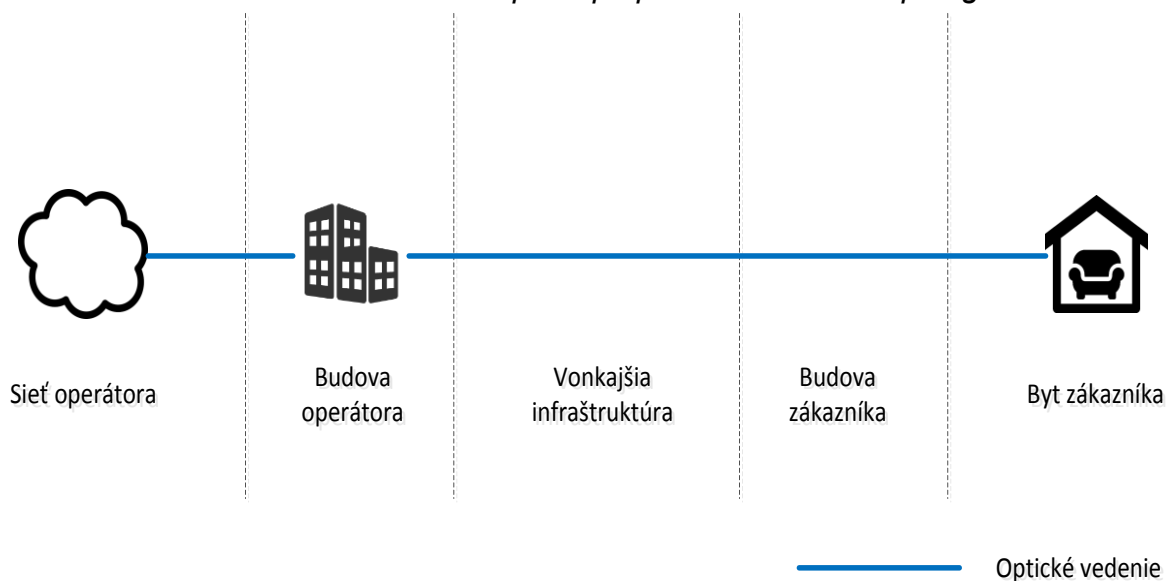 Sieť operátora
Budova
operátora
Vonkajšia
infraštruktúra
Budova
zákazníka
Byt zákazníka
Optické vedenie